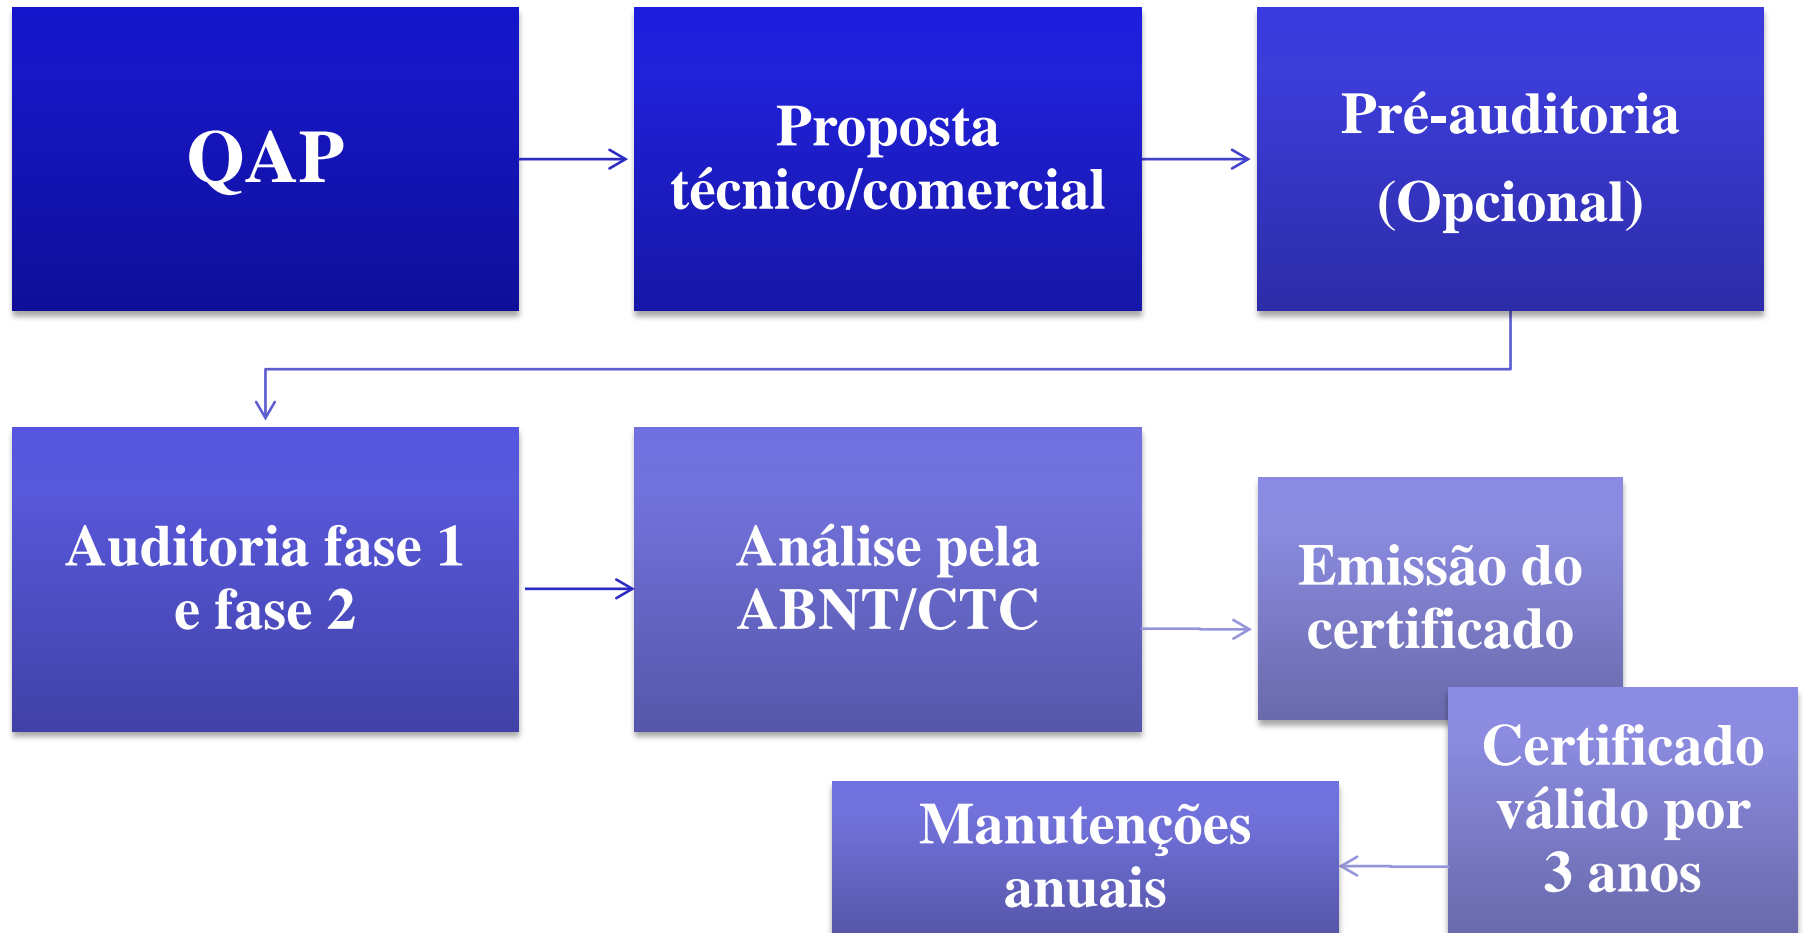 QAP
Proposta
técnico/comercial
Pré-auditoria
(Opcional)
Auditoria fase 1
e fase 2
Análise pela
ABNT/CTC
Emissão do
certificado
Certificado
válido por
3 anos
Manutenções
anuais